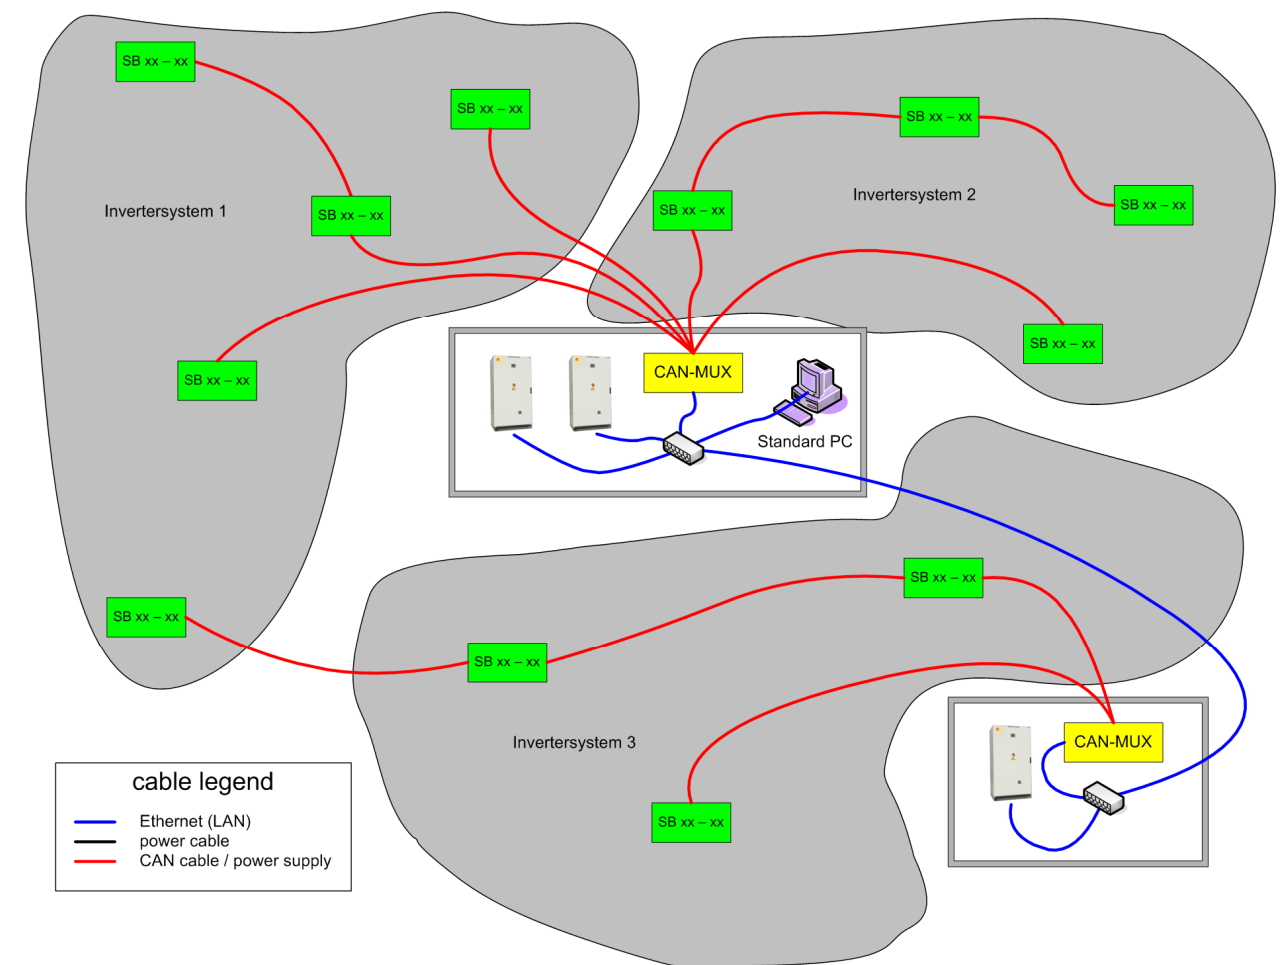 SB xx – xx
SB xx – xx
SB xx – xx
SB xx – xx
SB xx – xx
Invertersystem 2
SB xx – xx
Invertersystem 1
SB xx – xx
SB xx – xx
CAN-MUX
SB xx – xx
Standard PC
SB xx – xx
SB xx – xx
SB xx – xx
Invertersystem 3
CAN-MUX
SB xx – xx
cable legend
Ethernet (LAN)
power cable
CAN cable / power supply